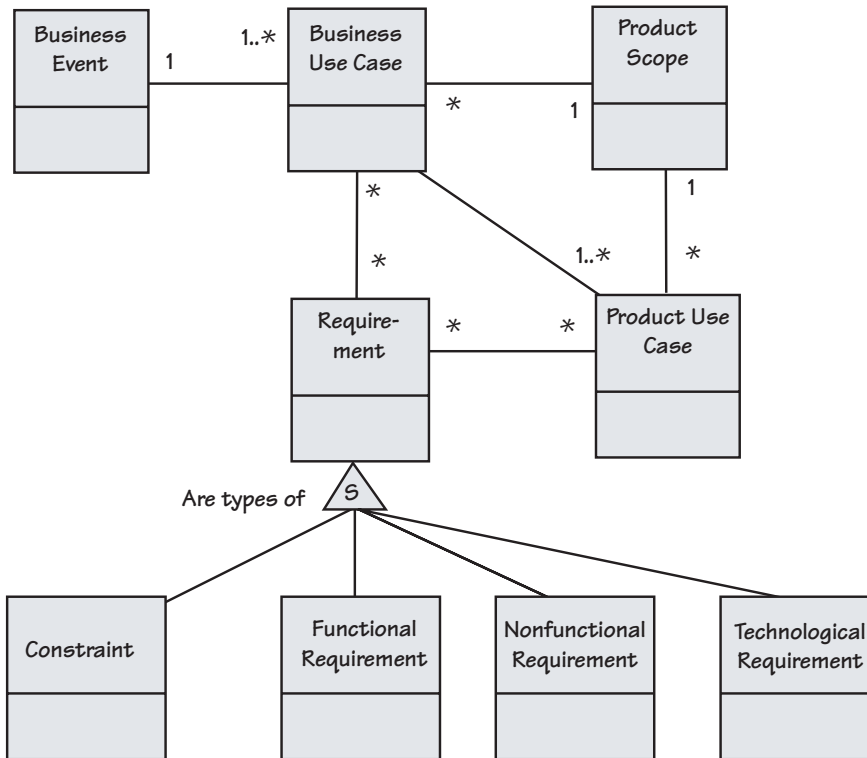 Business
Event
1
1..*
Business
Use Case
*
1
Product
Scope
*
*
1
*
1..*
Require-
ment
*
*
Product Use
Case
Are types of
S
Constraint
Functional
Requirement
Nonfunctional
Requirement
Technological
Requirement